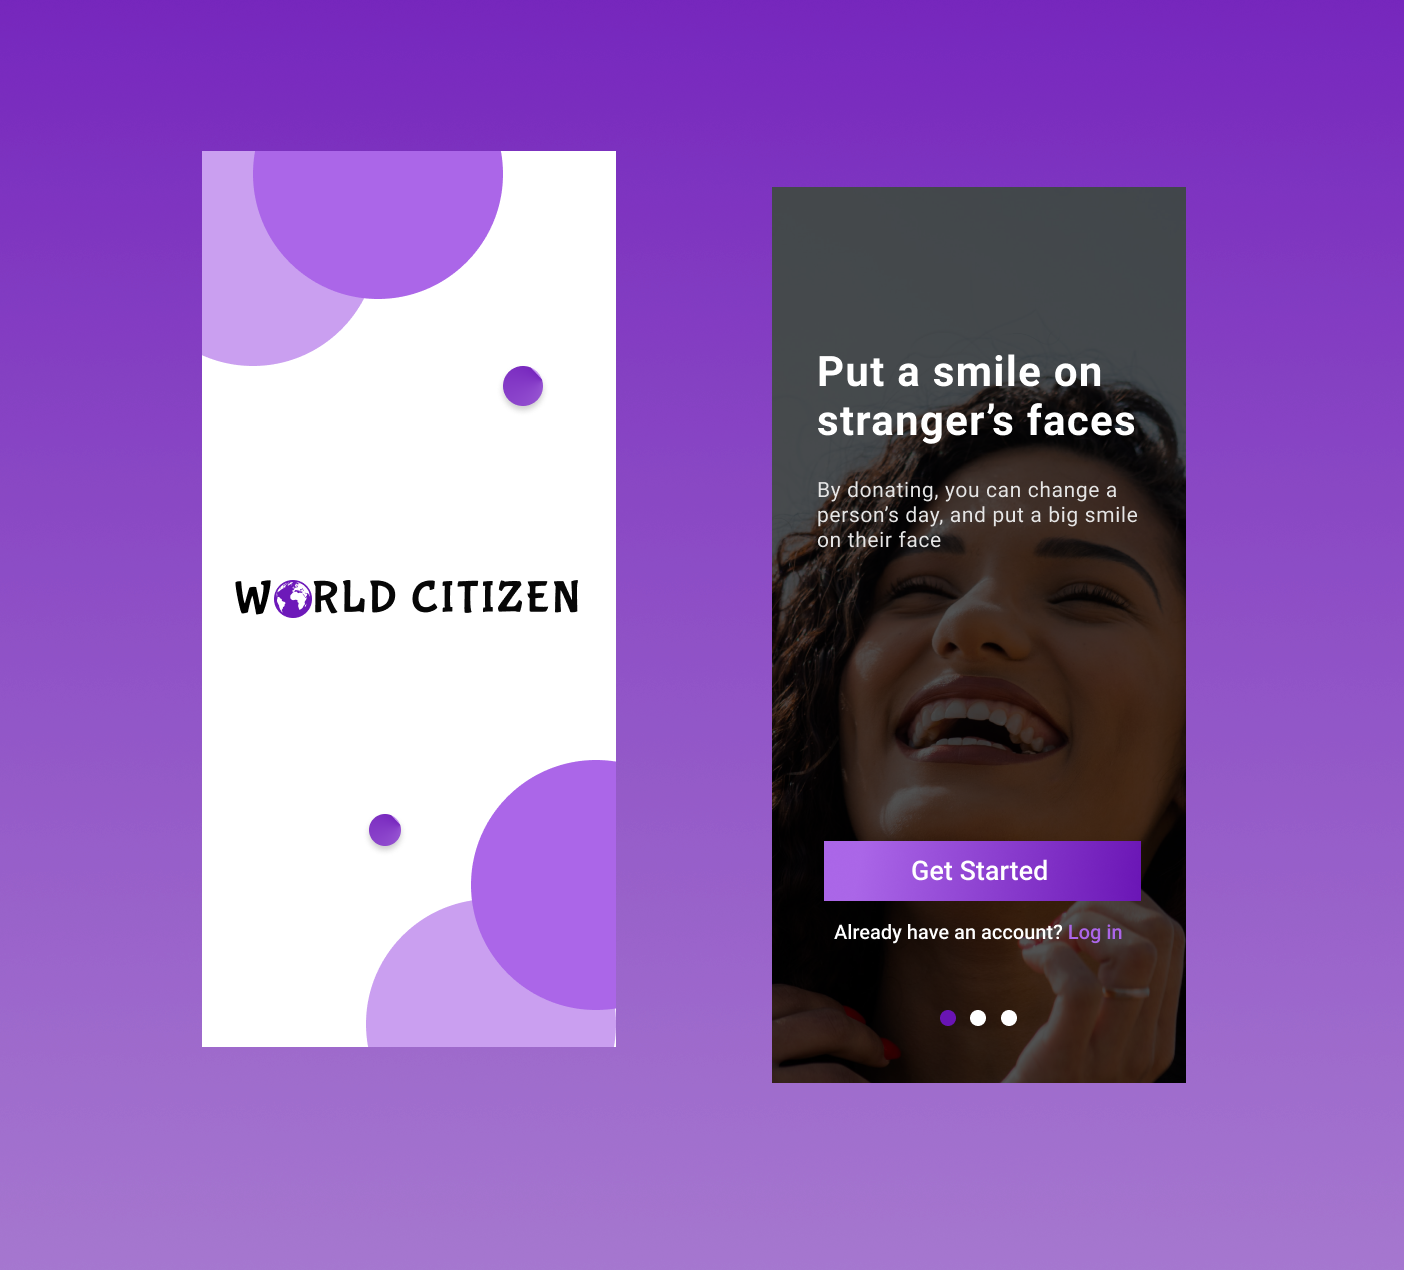 WORLD CITIZEN
Put a smile on
stranger’s faces
By donating, you can change a
person’s day, and put a big smile
on their face
Get Started
Already have an account? Log in